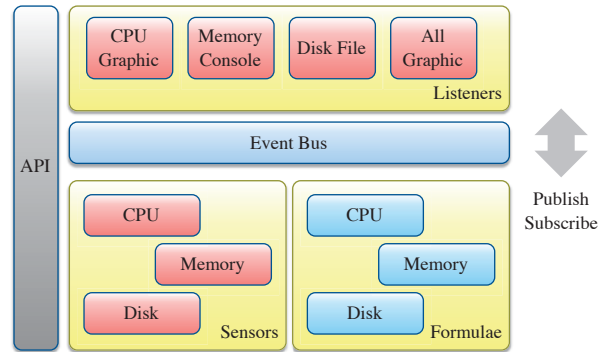 API
CPU
Graphic
Memory
Console
Disk File
All
Graphic
Listeners
Event Bus
Publish
Subscribe
CPU
Memory
Disk
Sensors
CPU
Memory
Disk
Formulae